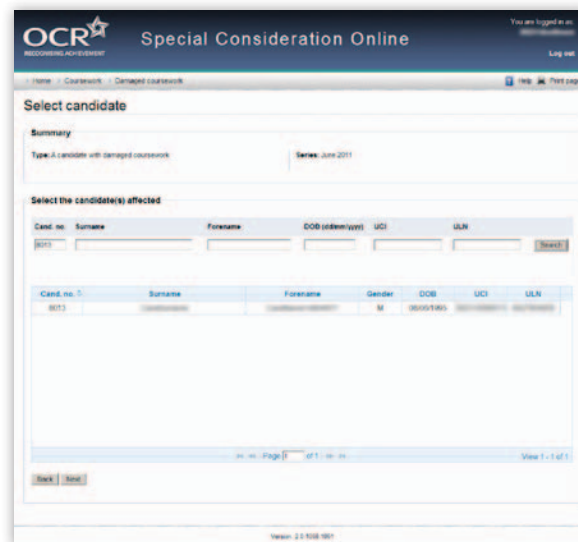 OCR
RECOGNISING ACHIEVEMENT
Special Consideration Online
You are logged in as:
Log out
Home Coursework Damaged coursework
Help Print page
Select candidate
Summary
Type: A candidate with damaged coursework Series: June 2011
Select the candidate(s) affected
Cand. no. Surname Forename DOB (dd/mm/yyyy) UCI ULN
8013 Search
Cand. no. Surname Forename Gender DOB UCI ULN
8013 M
Page 1 of 1 View 1 - 1 of 1
Back Next